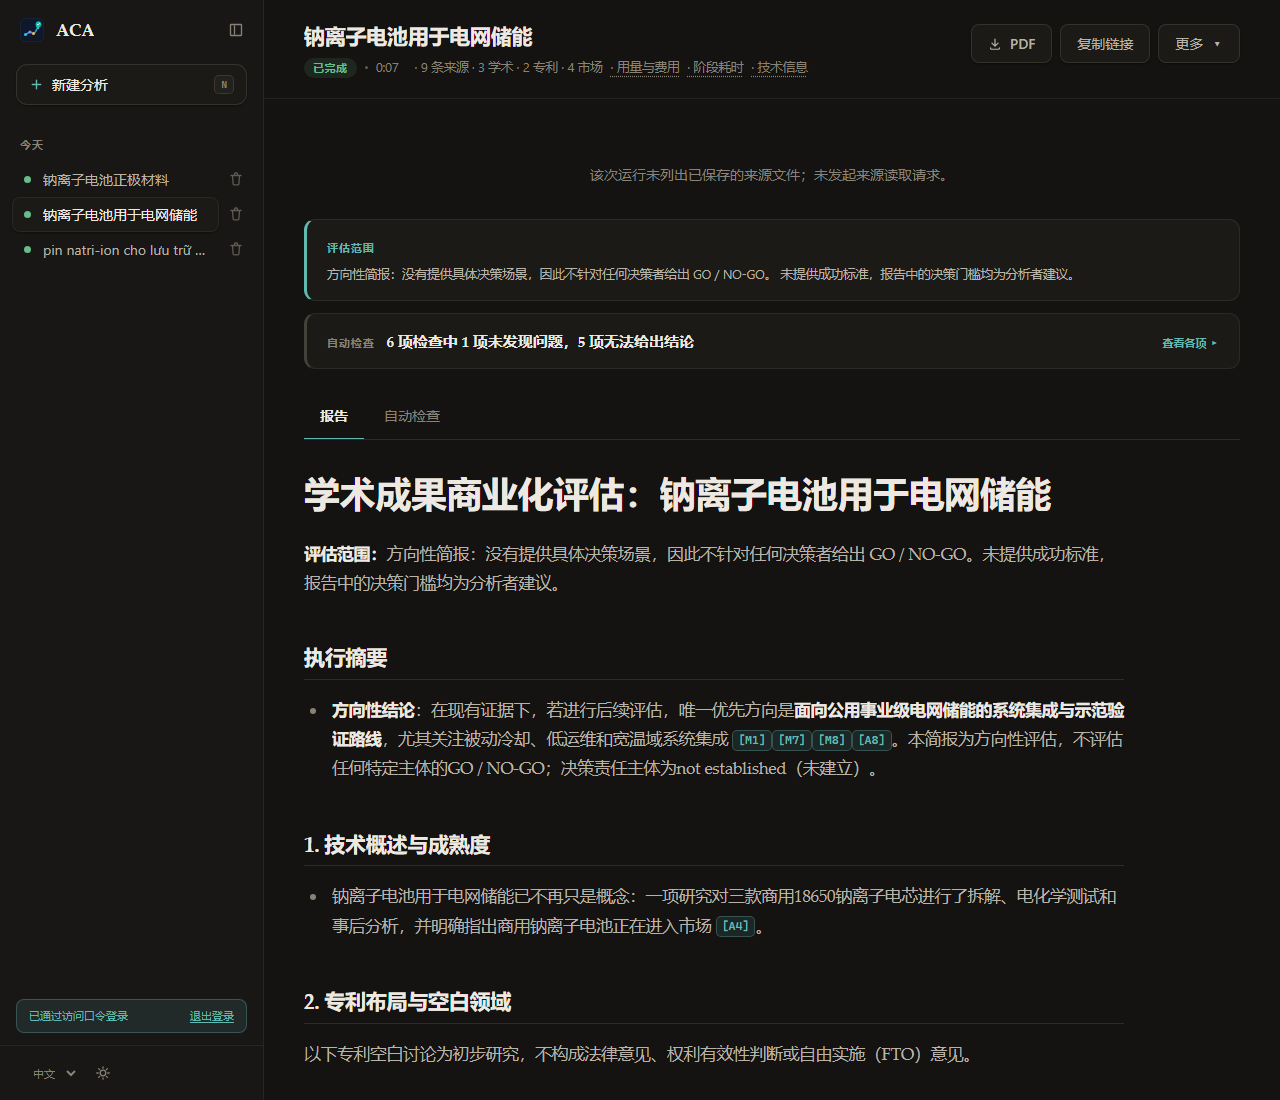 ACA
新建分析
N
今天
钠离子电池正极材料
钠离子电池用于电网储能
pin natri-ion cho lưu trữ ...
已通过访问口令登录 退出登录
中文
钠离子电池用于电网储能
已完成 · 0:07 · 9 条来源 · 3 学术 · 2 专利 · 4 市场 · 用量与费用 · 阶段耗时 · 技术信息
PDF
复制链接
更多
该次运行未列出已保存的来源文件；未发起来源读取请求。
评估范围
方向性简报：没有提供具体决策场景，因此不针对任何决策者给出 GO / NO-GO。 未提供成功标准，报告中的决策门槛均为分析者建议。
自动检查 6 项检查中 1 项未发现问题，5 项无法给出结论 查看各项
报告 自动检查
学术成果商业化评估：钠离子电池用于电网储能
评估范围：方向性简报：没有提供具体决策场景，因此不针对任何决策者给出 GO / NO-GO。未提供成功标准，
报告中的决策门槛均为分析者建议。
执行摘要
方向性结论：在现有证据下，若进行后续评估，唯一优先方向是面向公用事业级电网储能的系统集成与示范验
证路线，尤其关注被动冷却、低运维和宽温域系统集成 [M1] [M7] [M8] [A8]。本简报为方向性评估，不评估
任何特定主体的GO / NO-GO；决策责任主体为not established（未建立）。
1. 技术概述与成熟度
钠离子电池用于电网储能已不再只是概念：一项研究对三款商用18650钠离子电芯进行了拆解、电化学测试和
事后分析，并明确指出商用钠离子电池正在进入市场 [A4]。
2. 专利布局与空白领域
以下专利空白讨论为初步研究，不构成法律意见、权利有效性判断或自由实施（FTO）意见。